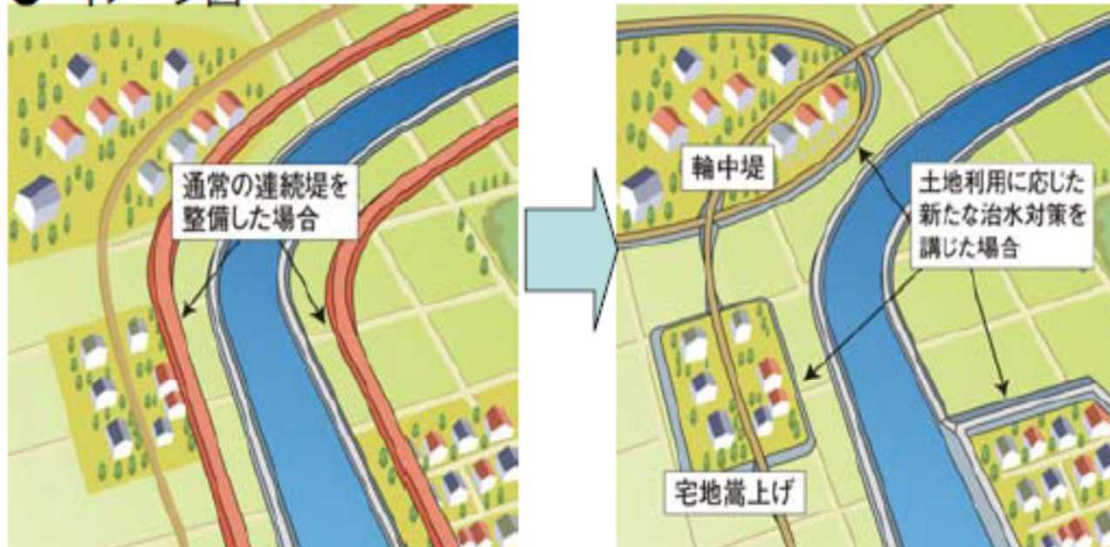 通常の連続堤を
整備した場合
輪中堤
土地利用に応じた
新たな治水対策を
講じた場合
宅地嵩上げ